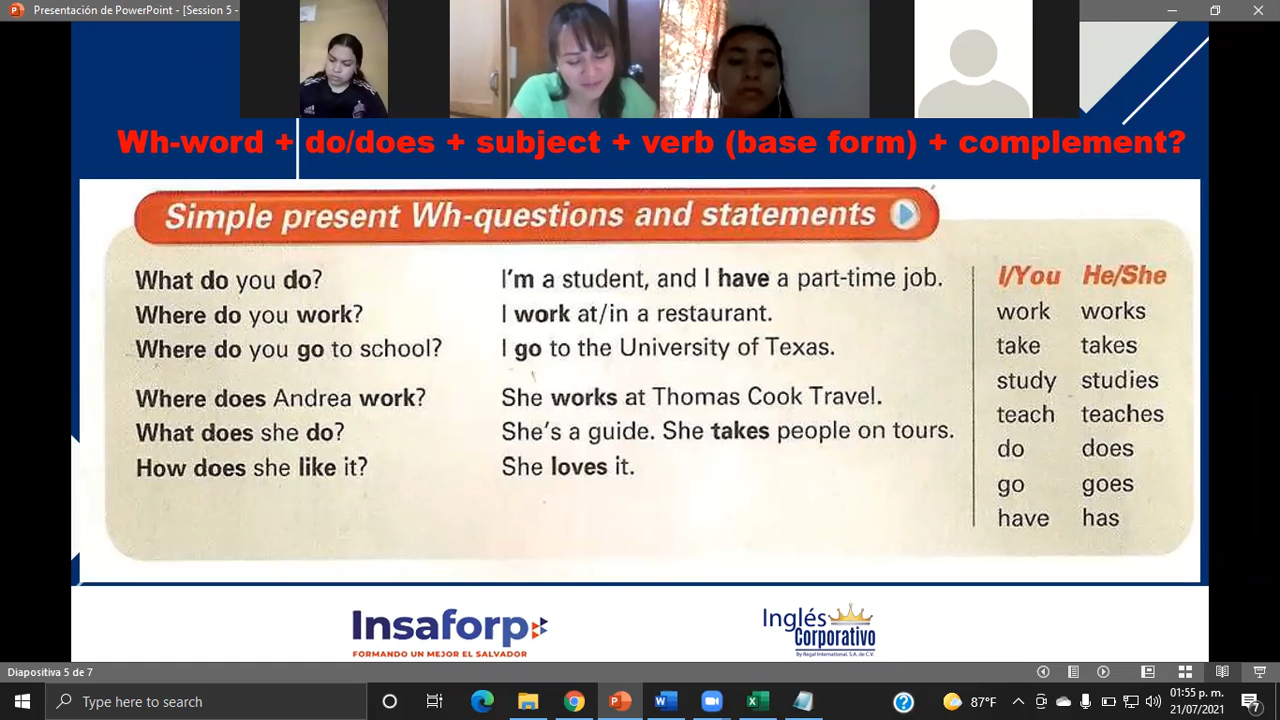 Presentación de PowerPoint - [Session 5 -
Wh-word + do/does + subject + verb (base form) + complement?
Simple present Wh-questions and statements
What do you do? I'm a student, and I have a part-time job.
Where do you work? I work at/in a restaurant.
Where do you go to school? I go to the University of Texas.
Where does Andrea work? She works at Thomas Cook Travel.
What does she do? She's a guide. She takes people on tours.
How does she like it? She loves it.
I/You He/She
work works
take takes
study studies
teach teaches
do does
go goes
have has
Insaforp
FORMANDO UN MEJOR EL SALVADOR
Inglés
Corporativo
By Regal International, S.A. de C.V.
Diapositiva 5 de 7
Type here to search
87°F
01:55 p. m.
21/07/2021
7